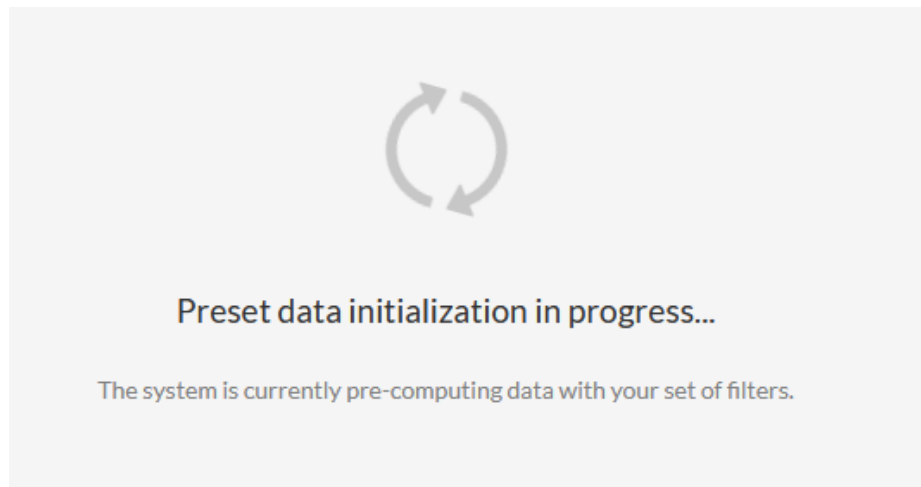 Preset data initialization in progress...
The system is currently pre-computing data with your set of filters.